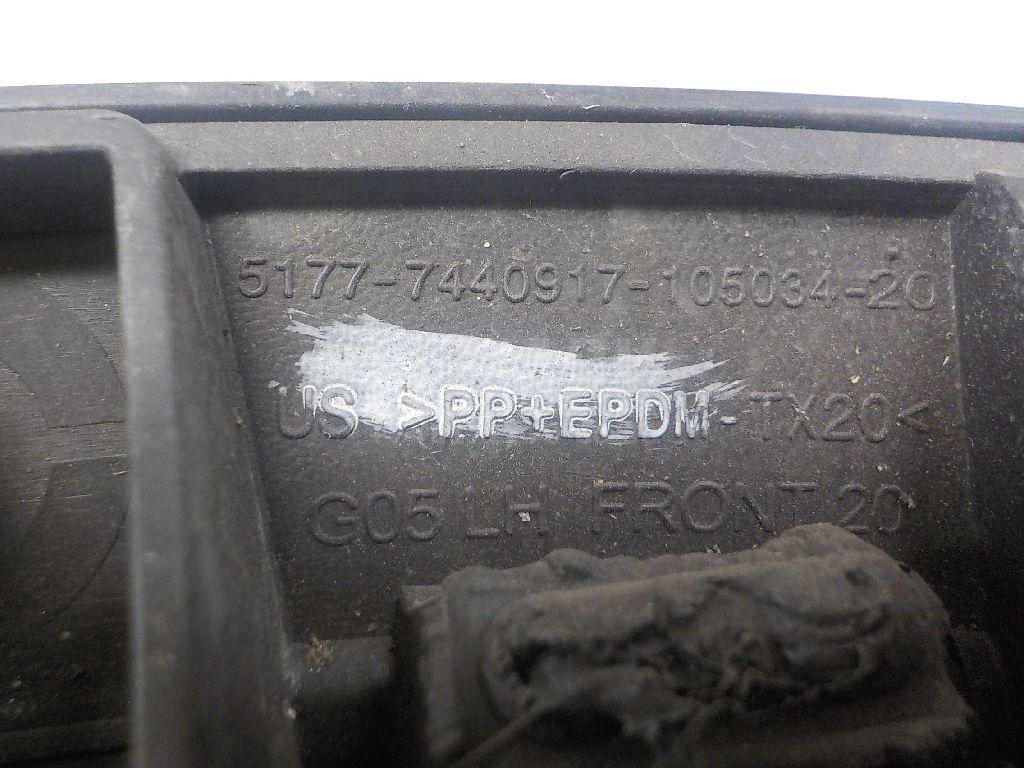 5177-7440917-105034-20
US >PP+EPDM-TX20<
G05 LH FRONT 20